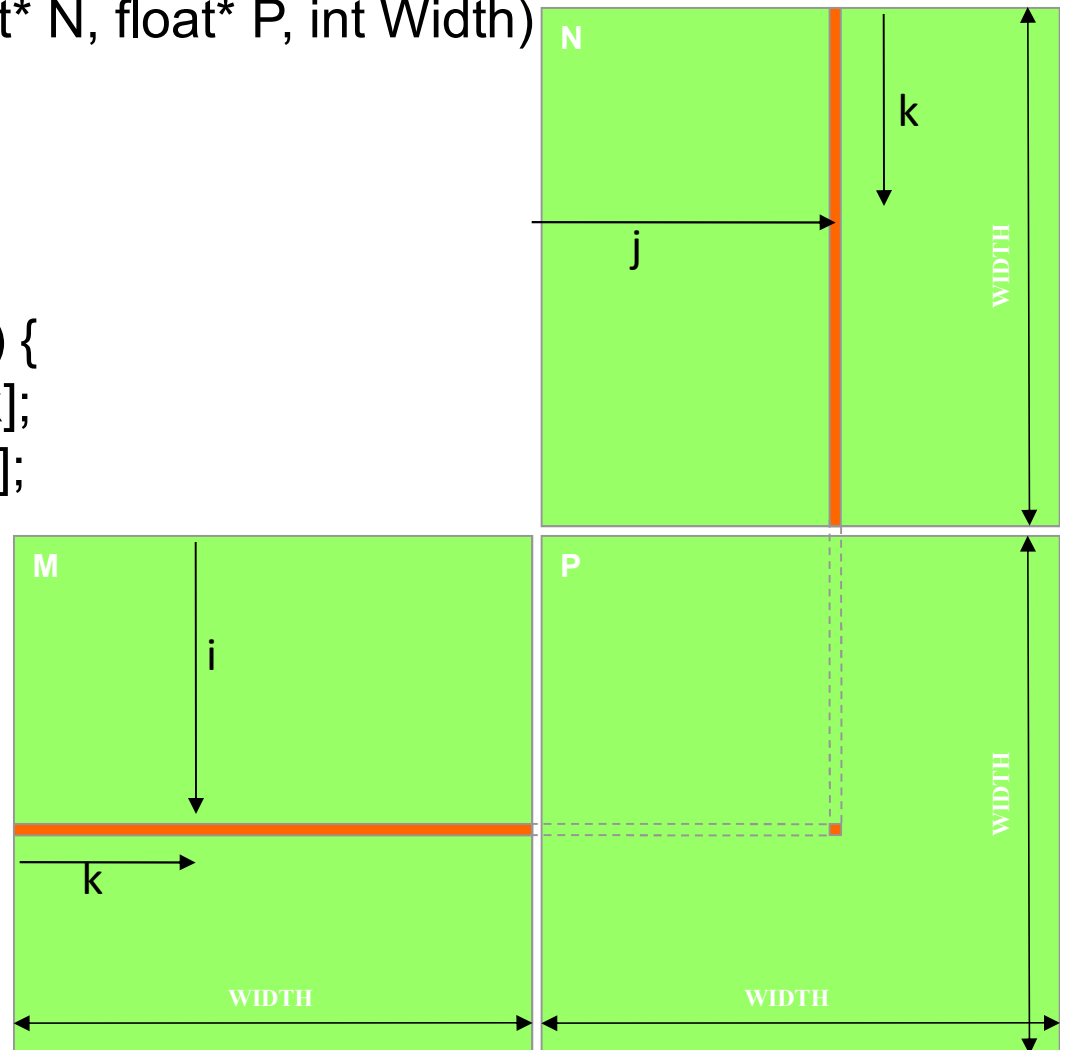 t* N, float* P, int Width)
N
k
j
WIDTH
) {
];
];
M
P
i
WIDTH
k
WIDTH
WIDTH